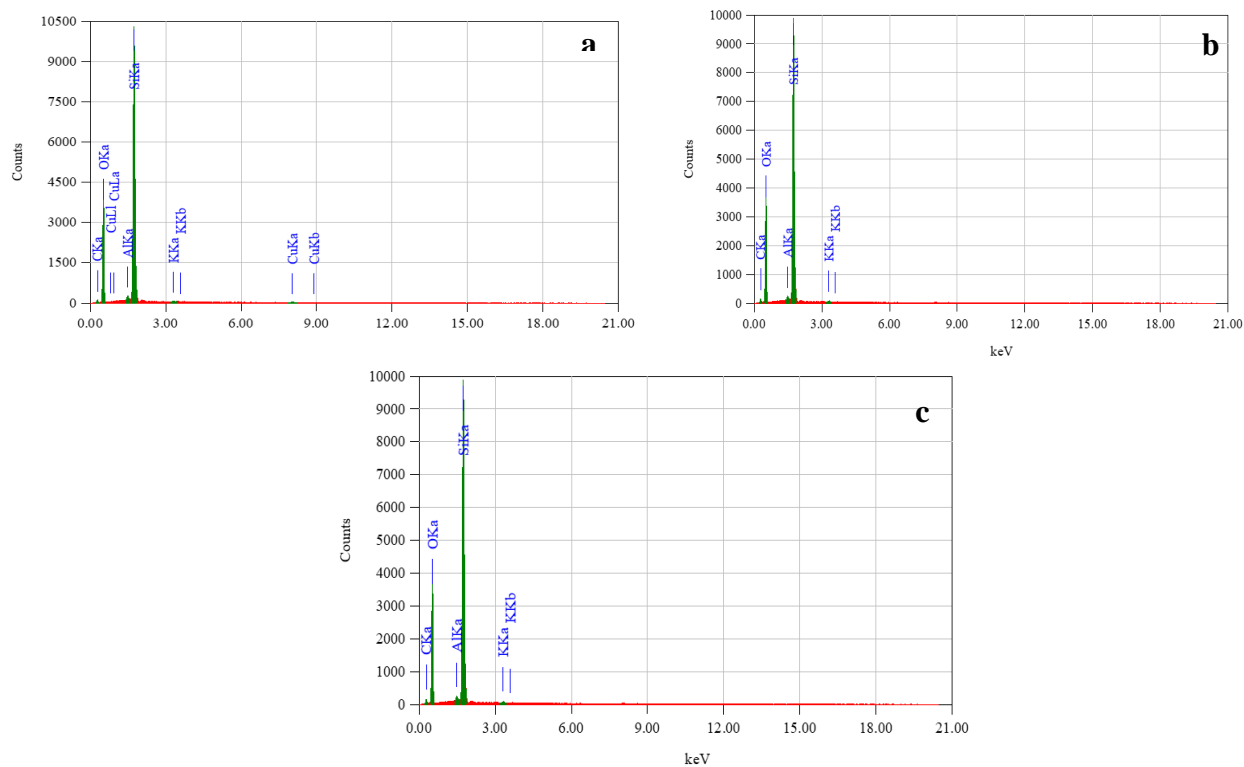 a
Counts
10500
9000
7500
6000
4500
3000
1500
0
CKa
OKa
CuLl
CuLa
AlKa
SiKa
KKa
KKb
CuKa
CuKb
0.00 3.00 6.00 9.00 12.00 15.00 18.00 21.00
b
Counts
10000
9000
8000
7000
6000
5000
4000
3000
2000
1000
0
CKa
OKa
AlKa
SiKa
KKa
KKb
0.00 3.00 6.00 9.00 12.00 15.00 18.00 21.00
keV
c
Counts
10000
9000
8000
7000
6000
5000
4000
3000
2000
1000
0
CKa
OKa
AlKa
SiKa
KKa
KKb
0.00 3.00 6.00 9.00 12.00 15.00 18.00 21.00
keV